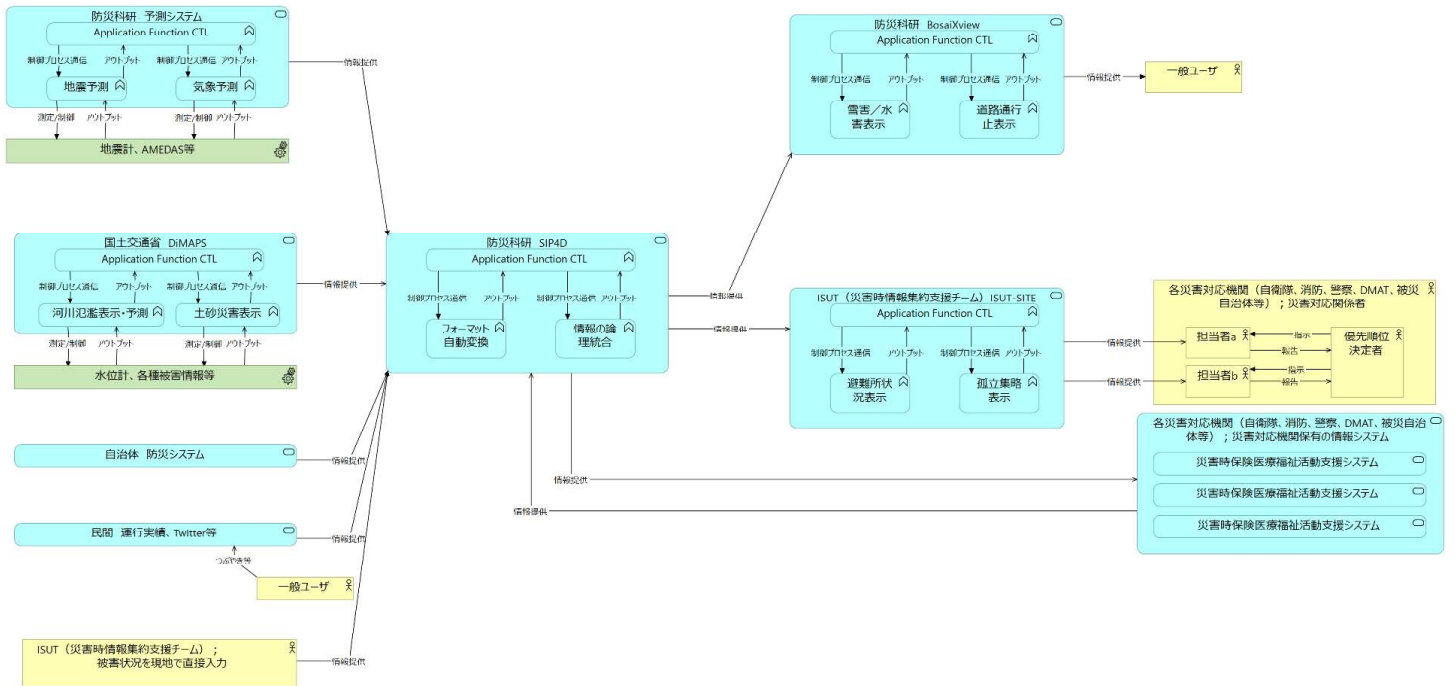 防災科研 予測システム
Application Function CTL
制御プロセス通信 アウトプット 制御プロセス通信 アウトプット
地震予測 気象予測
測定/制御 アウトプット 測定/制御 アウトプット
地震計、AMEDAS等
情報提供
国土交通省 DiMAPS
Application Function CTL
制御プロセス通信 アウトプット 制御プロセス通信 アウトプット
河川氾濫表示・予測 土砂災害表示
測定/制御 アウトプット 測定/制御 アウトプット
水位計、各種被害情報等
情報提供
自治体 防災システム
情報提供
民間 運行実績、Twitter等
情報提供
つぶやき等
一般ユーザ
ISUT（災害時情報集約支援チーム）；
被害状況を現地で直接入力
情報提供
防災科研 SIP4D
Application Function CTL
制御プロセス通信 アウトプット 制御プロセス通信 アウトプット
フォーマット
自動変換
情報の論
理統合
情報提供
情報提供
情報提供
情報提供
防災科研 BosaiXview
Application Function CTL
制御プロセス通信 アウトプット 制御プロセス通信 アウトプット
雪害／水
害表示
道路通行
止表示
情報提供
一般ユーザ
ISUT（災害時情報集約支援チーム）ISUT-SITE
Application Function CTL
制御プロセス通信 アウトプット 制御プロセス通信 アウトプット
避難所状
況表示
孤立集略
表示
情報提供
情報提供
各災害対応機関（自衛隊、消防、警察、DMAT、被災
自治体等）；災害対応関係者
担当者a
指示
報告
優先順位
決定者
担当者b
指示
報告
各災害対応機関（自衛隊、消防、警察、DMAT、被災自治
体等）；災害対応機関保有の情報システム
災害時保険医療福祉活動支援システム
災害時保険医療福祉活動支援システム
災害時保険医療福祉活動支援システム